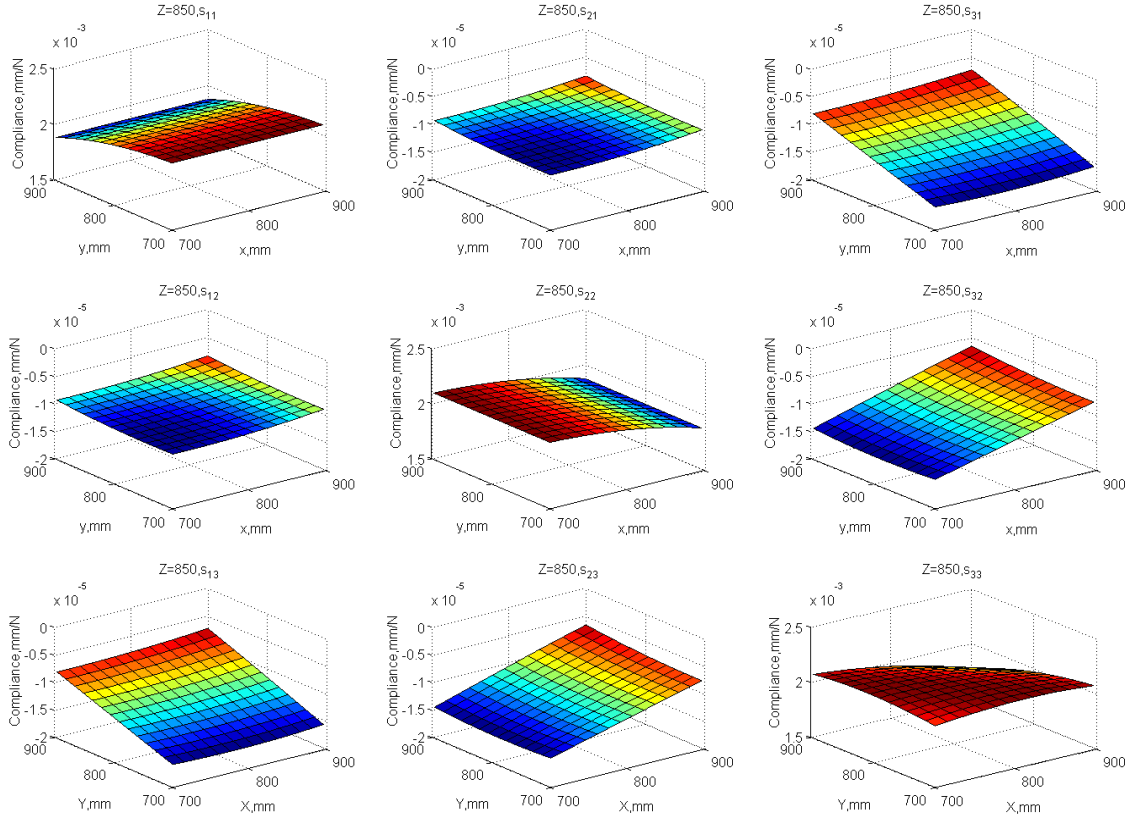 Z=850,s11
x 10 -3
Compliance,mm/N
2.5
2
1.5
900
800
700
y,mm
700
800
900
x,mm
Z=850,s21
x 10 -5
Compliance,mm/N
0
-0.5
-1
-1.5
-2
900
800
700
y,mm
700
800
900
x,mm
Z=850,s31
x 10 -5
Compliance,mm/N
0
-0.5
-1
-1.5
-2
900
800
700
y,mm
700
800
900
x,mm
Z=850,s12
x 10 -5
Compliance,mm/N
0
-0.5
-1
-1.5
-2
900
800
700
y,mm
700
800
900
x,mm
Z=850,s22
x 10 -3
Compliance,mm/N
2.5
2
15
900
800
700
y,mm
700
800
900
x,mm
Z=850,s32
x 10 -5
Compliance,mm/N
0
-0.5
-1
-1.5
-2
900
800
700
y,mm
700
800
900
x,mm
Z=850,s13
x 10 -5
Compliance,mm/N
0
-0.5
-1
-1.5
-2
900
800
700
Y,mm
700
800
900
X,mm
Z=850,s23
x 10 -5
Compliance,mm/N
0
-0.5
-1
-1.5
-2
900
800
700
Y,mm
700
800
900
X,mm
Z=850,s33
x 10 -3
Compliance,mm/N
2.5
2
1.5
900
800
700
Y,mm
700
800
900
X,mm